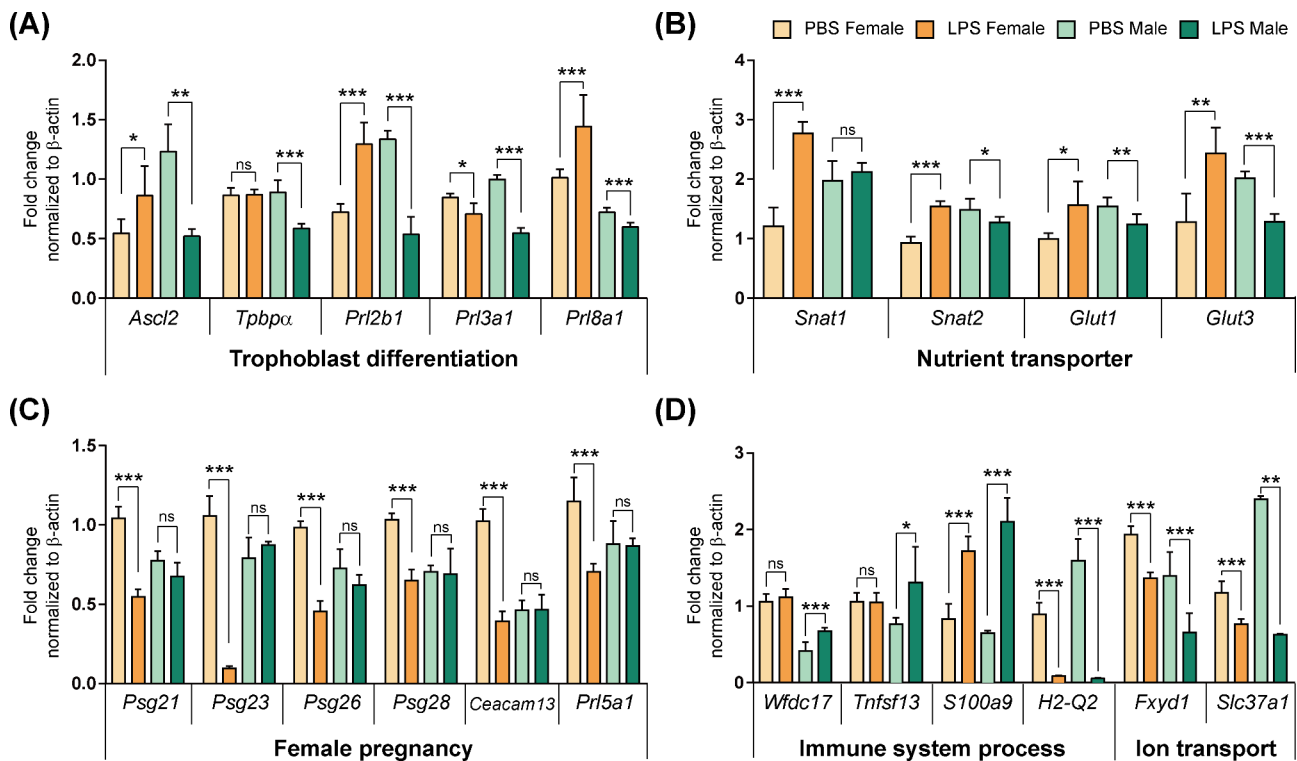 (A)
Fold change
normalized to β-actin
2.0
1.5
1.0
0.5
0.0
* ** ns *** *** *** * *** *** ***
Ascl2 Tpbpα Prl2b1 Prl3a1 Prl8a1
Trophoblast differentiation
(B)
PBS Female LPS Female PBS Male LPS Male
Fold change
normalized to β-actin
4
3
2
1
0
*** ns *** * * ** ** ***
Snat1 Snat2 Glut1 Glut3
Nutrient transporter
(C)
Fold change
normalized to β-actin
1.5
1.0
0.5
0.0
*** ns *** ns *** ns *** ns *** ns *** ns
Psg21 Psg23 Psg26 Psg28 Ceacam13 Prl5a1
Female pregnancy
(D)
Fold change
normalized to β-actin
3
2
1
0
ns *** ns * *** *** *** *** *** *** *** **
Wfdc17 Tnfsf13 S100a9 H2-Q2 Fxyd1 Slc37a1
Immune system process Ion transport